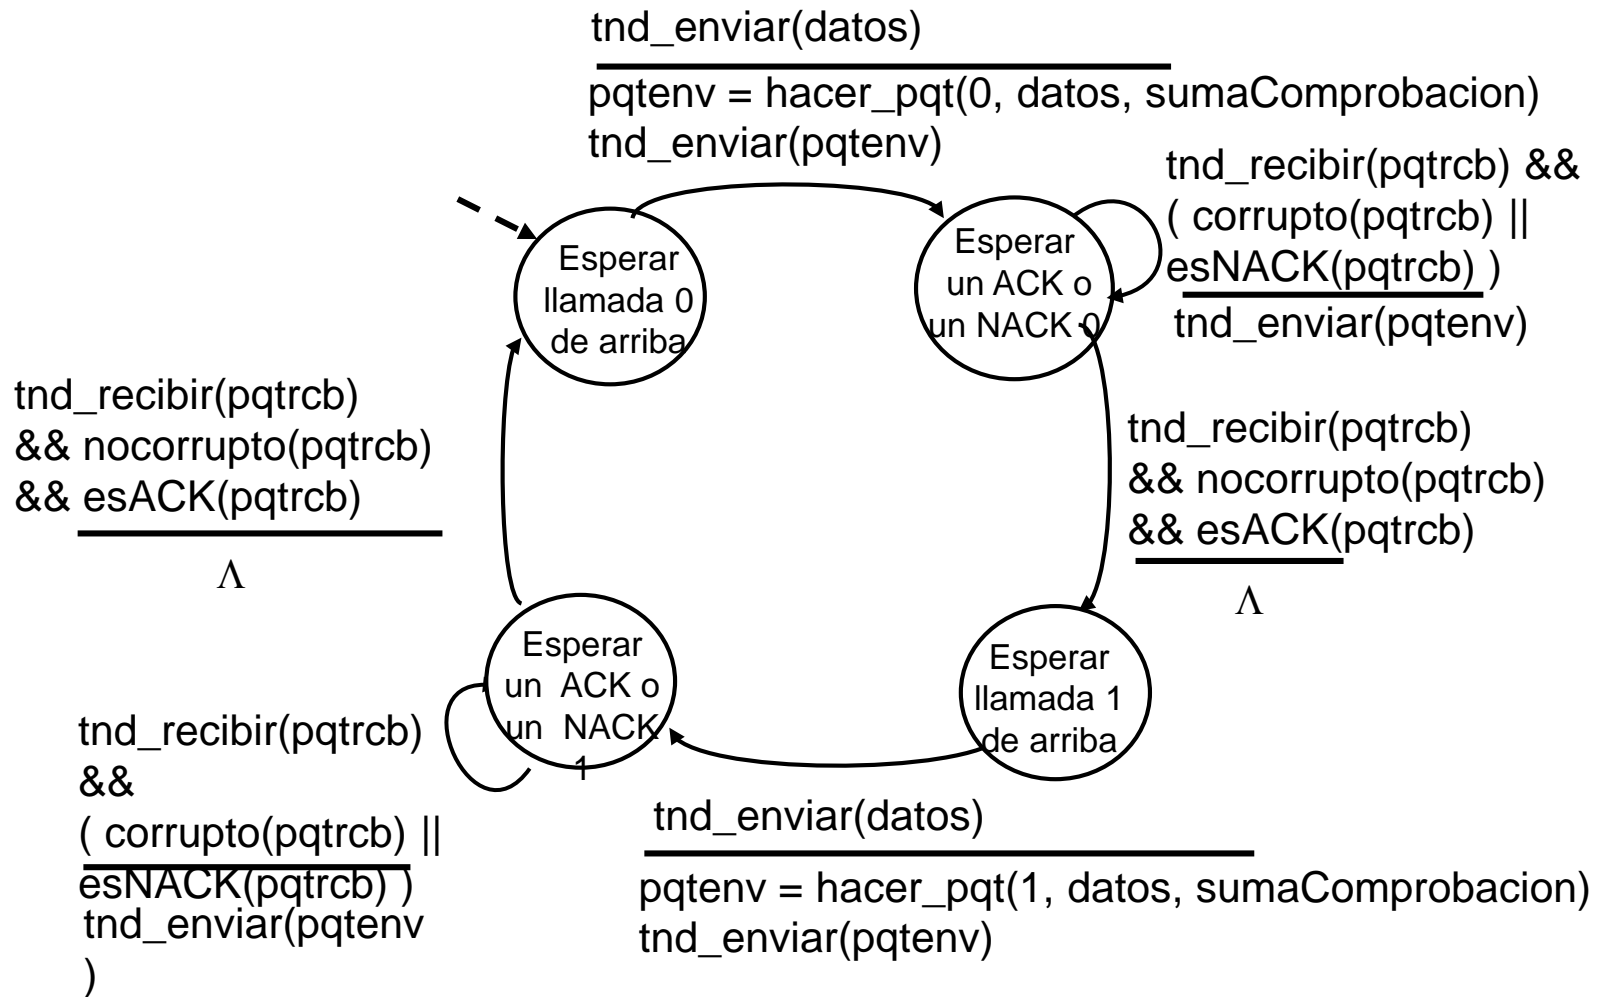 tnd_enviar(datos)
pqtenv = hacer_pqt(0, datos, sumaComprobacion)
tnd_enviar(pqtenv)
tnd_recibir(pqtrcb) &&
( corrupto(pqtrcb) ||
esNACK(pqtrcb) )
tnd_enviar(pqtenv)
Esperar
llamada 0
de arriba
Esperar
un ACK o
un NACK 0
tnd_recibir(pqtrcb)
&& nocorrupto(pqtrcb)
&& esACK(pqtrcb)
Λ
tnd_recibir(pqtrcb)
&& nocorrupto(pqtrcb)
&& esACK(pqtrcb)
Λ
Esperar
un ACK o
un NACK
1
Esperar
llamada 1
de arriba
tnd_recibir(pqtrcb)
&&
( corrupto(pqtrcb) ||
esNACK(pqtrcb) )
tnd_enviar(pqtenv
)
tnd_enviar(datos)
pqtenv = hacer_pqt(1, datos, sumaComprobacion)
tnd_enviar(pqtenv)